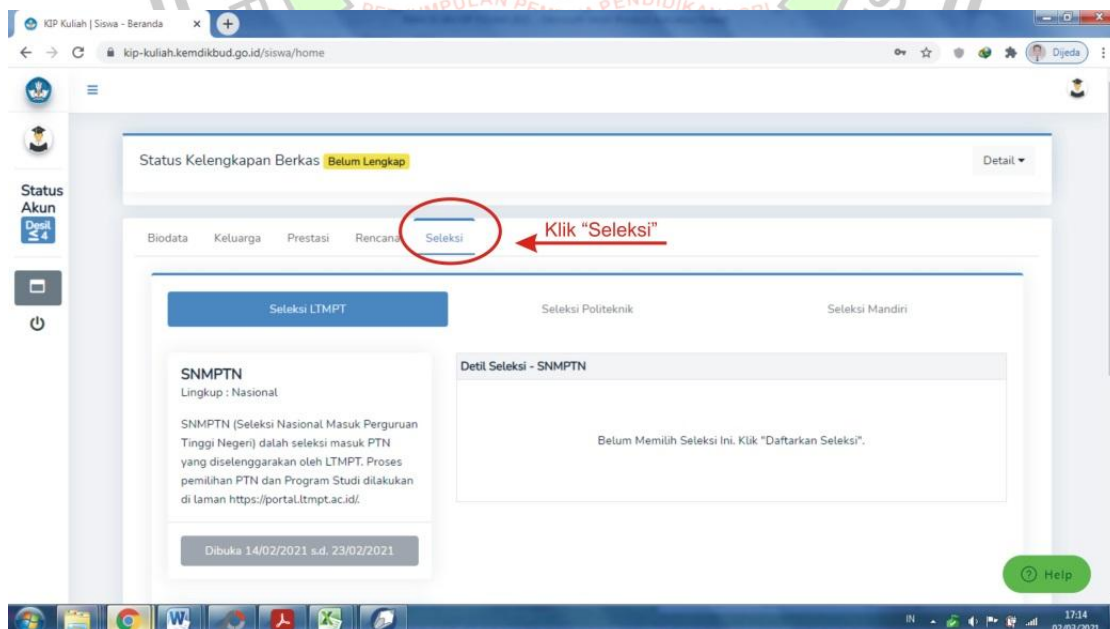 KIP Kuliah | Siswa - Beranda
kip-kuliah.kemdikbud.go.id/siswa/home
Dijeda
Status Kelengkapan Berkas Belum Lengkap
Detail
Status
Akun
Desil
≤4
Biodata Keluarga Prestasi Rencana Seleksi
Klik “Seleksi”
Seleksi LTMPT Seleksi Politeknik Seleksi Mandiri
SNMPTN
Lingkup : Nasional
SNMPTN (Seleksi Nasional Masuk Perguruan
Tinggi Negeri) dalah seleksi masuk PTN
yang diselenggarakan oleh LTMPT. Proses
pemilihan PTN dan Program Studi dilakukan
di laman https://portal.ltmpt.ac.id/.
Dibuka 14/02/2021 s.d. 23/02/2021
Detil Seleksi - SNMPTN
Belum Memilih Seleksi Ini. Klik "Daftarkan Seleksi".
Help
IN
17:14